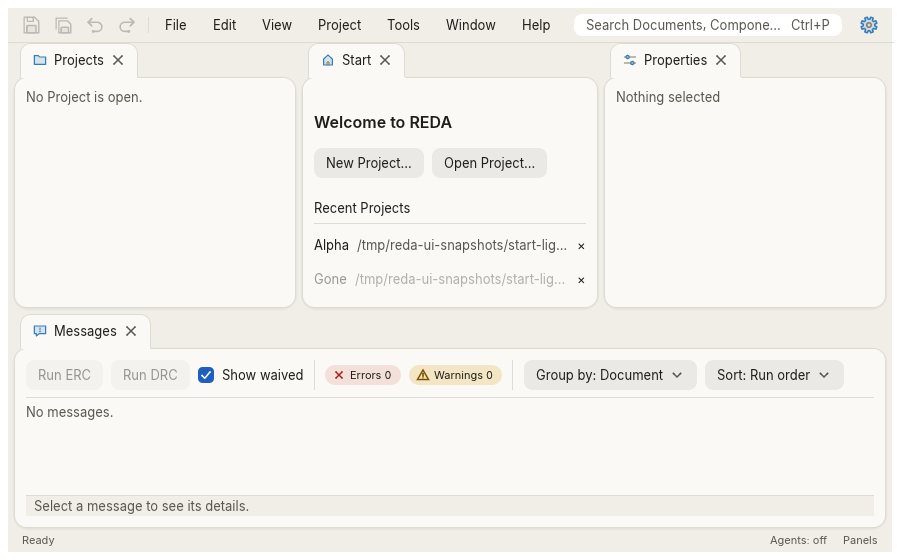 File Edit View Project Tools Window Help Search Documents, Compone... Ctrl+P
Projects
Start
Properties
No Project is open.
Welcome to REDA
New Project... Open Project...
Recent Projects
Alpha /tmp/reda-ui-snapshots/start-lig...
Gone /tmp/reda-ui-snapshots/start-lig...
Nothing selected
Messages
Run ERC Run DRC Show waived Errors 0 Warnings 0 Group by: Document Sort: Run order
No messages.
Select a message to see its details.
Ready Agents: off Panels